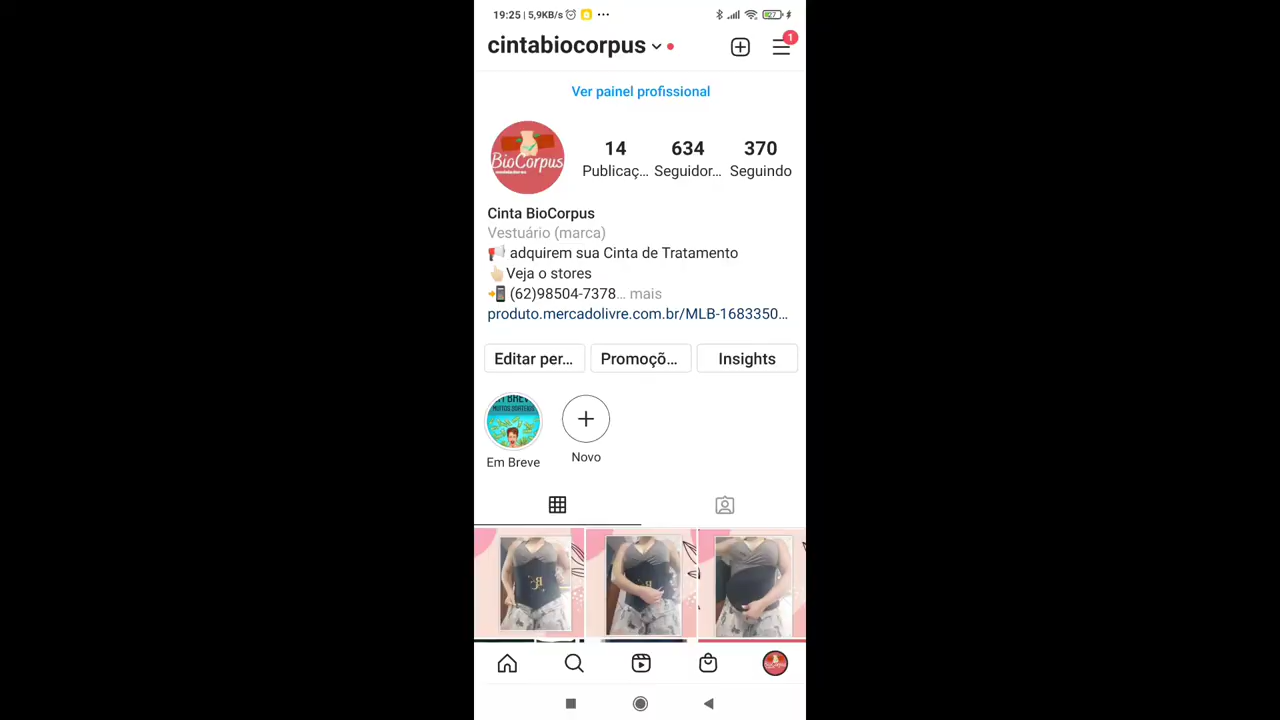 19:25 | 5,9KB/s
27
cintabiocorpus
1
Ver painel profissional
BioCorpus
14 634 370
Publicaç... Seguidor... Seguindo
Cinta BioCorpus
Vestuário (marca)
adquirem sua Cinta de Tratamento
Veja o stores
(62)98504-7378... mais
produto.mercadolivre.com.br/MLB-1683350...
Editar per... Promoçõ... Insights
Em Breve
Novo